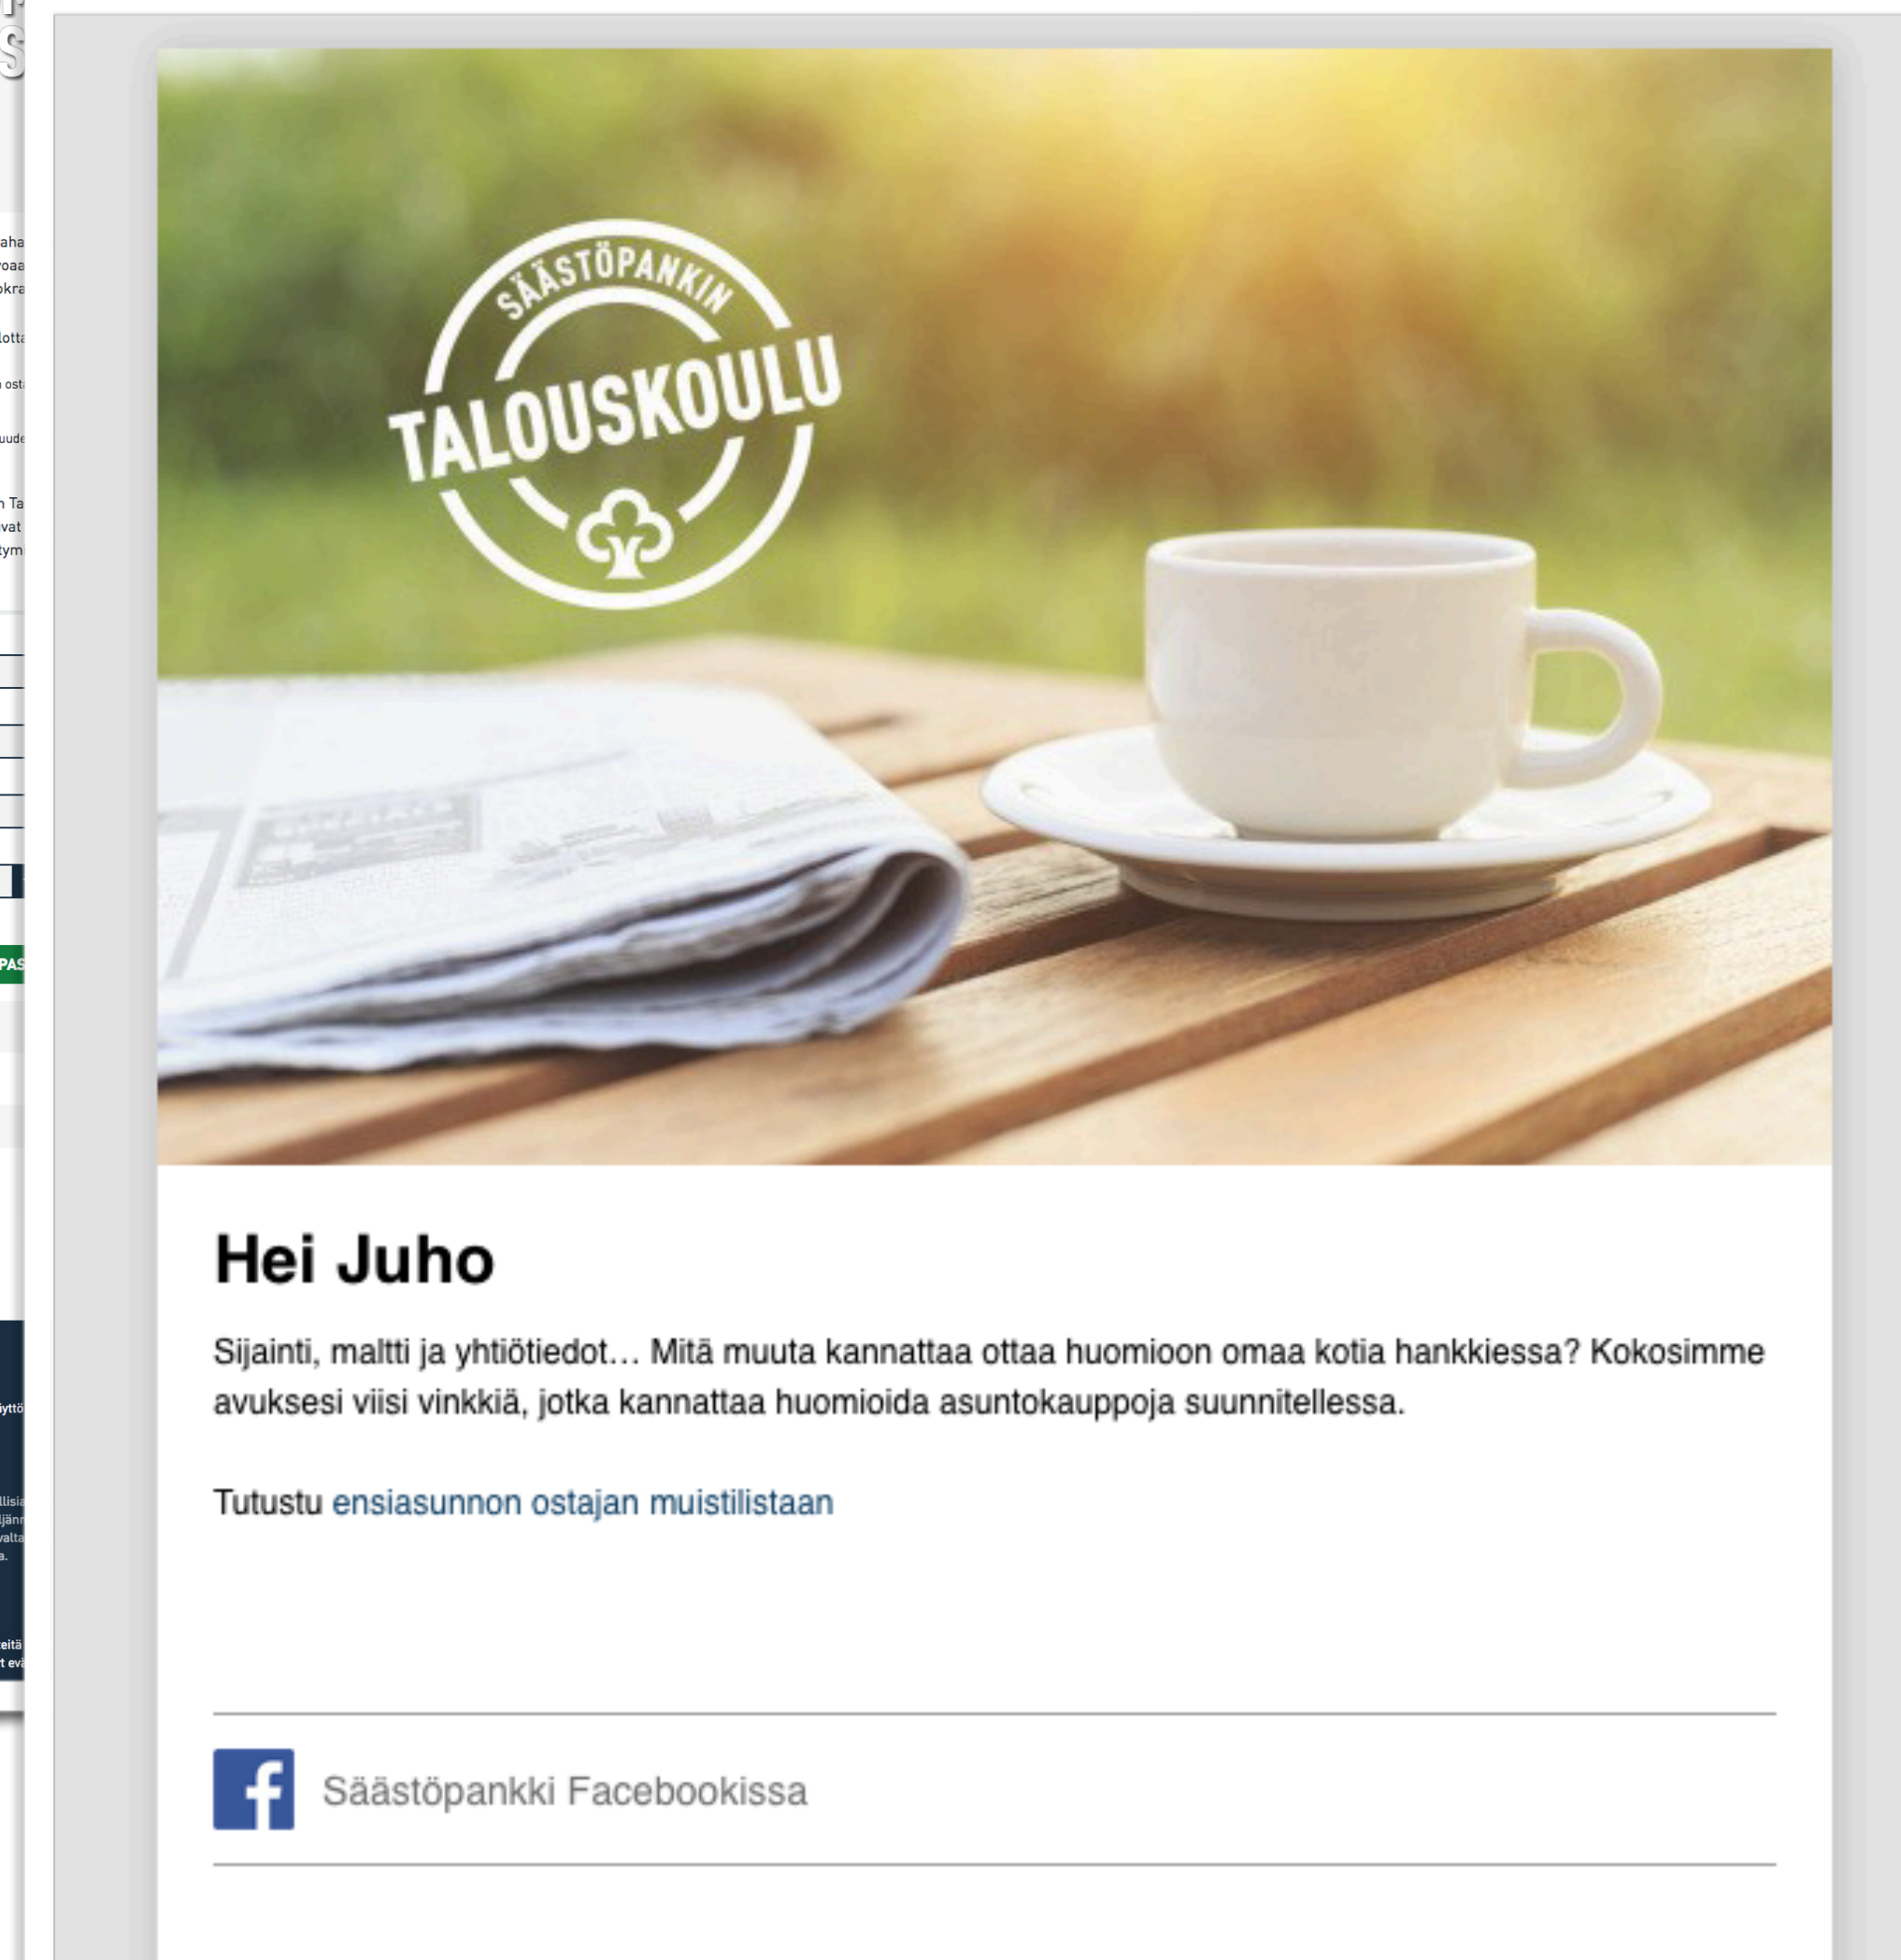 SÄÄSTÖPANKIN
TALOUSKOULU
Hei Juho
Sijainti, maltti ja yhtiötiedot… Mitä muuta kannattaa ottaa huomioon omaa kotia hankkiessa? Kokosimme
avuksesi viisi vinkkiä, jotka kannattaa huomioida asuntokauppoja suunnitellessa.
Tutustu ensiasunnon ostajan muistilistaan
Säästöpankki Facebookissa